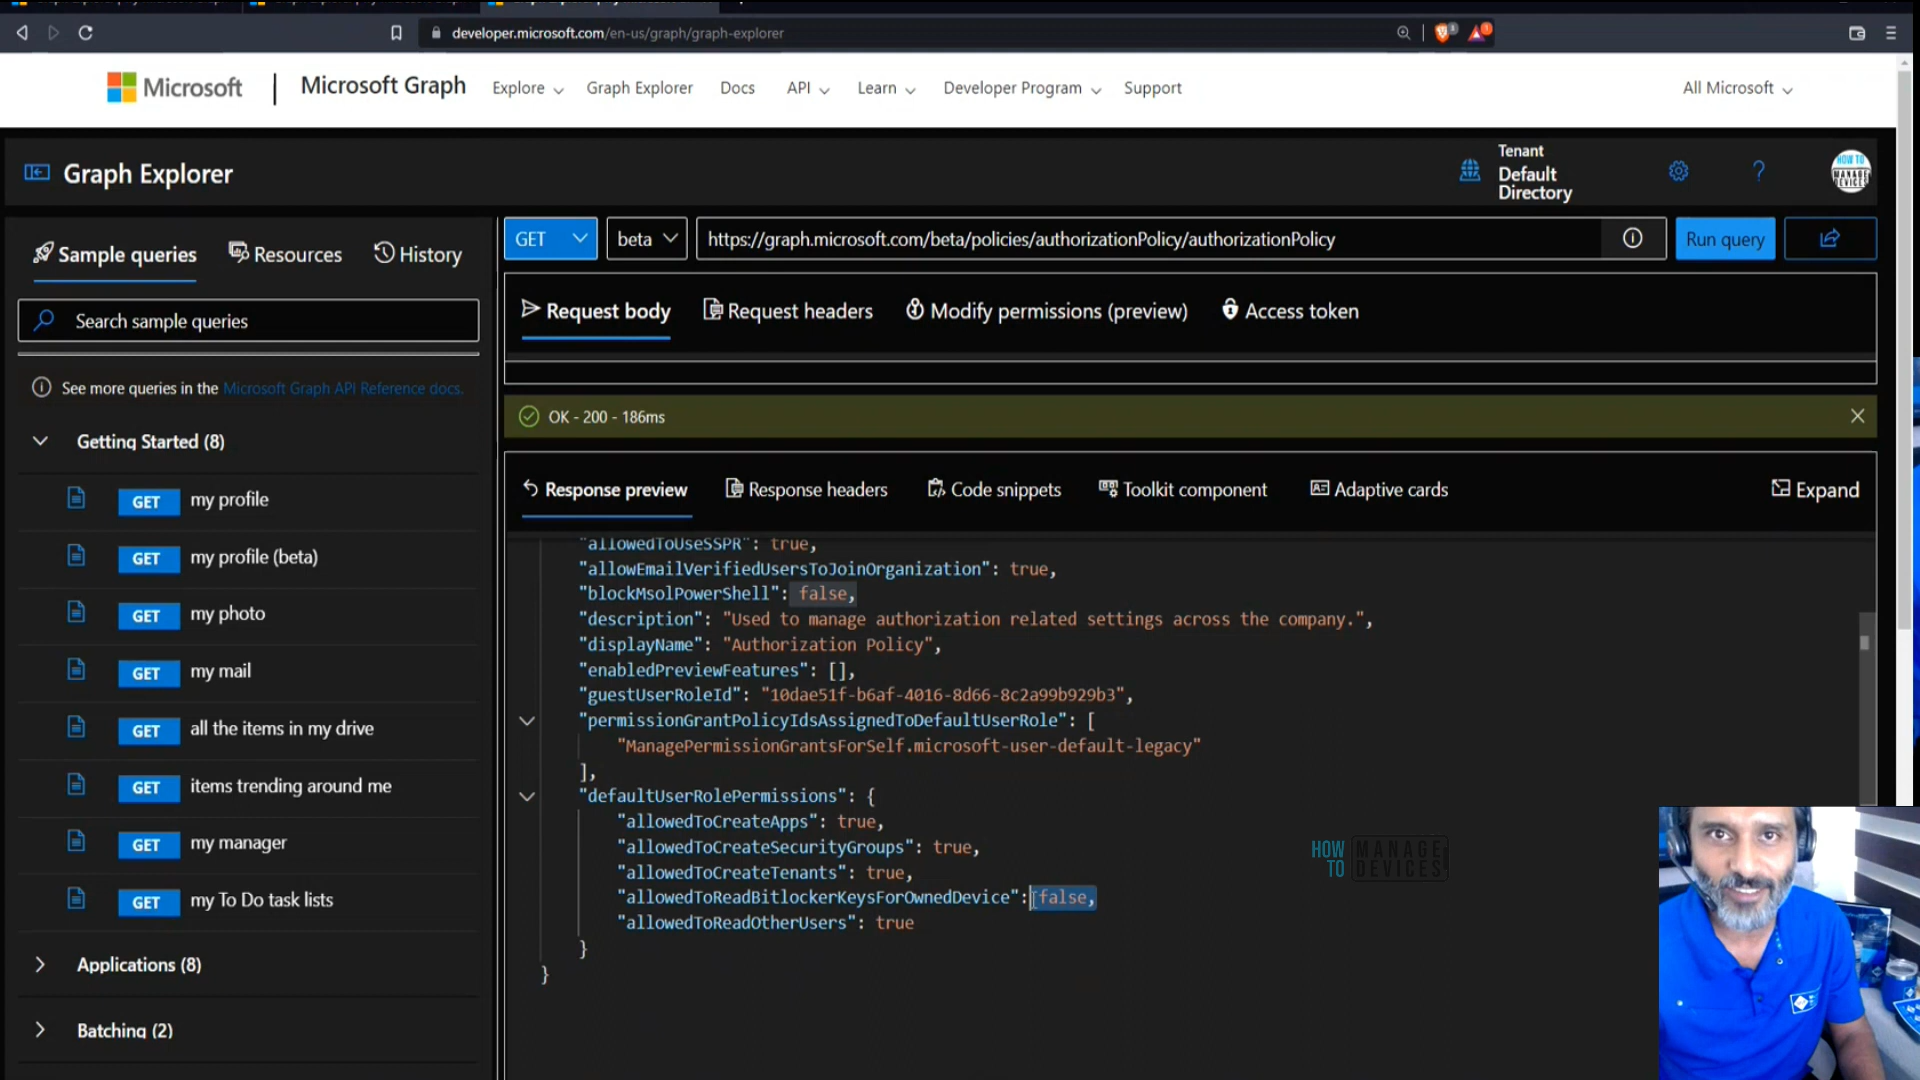 developer.microsoft.com/en-us/graph/graph-explorer
Microsoft
Microsoft Graph
Explore
Graph Explorer
Docs
API
Learn
Developer Program
Support
All Microsoft
Graph Explorer
Tenant
Default
Directory
HOW TO
MANAGE
DEVICES
Sample queries
Resources
History
GET
beta
https://graph.microsoft.com/beta/policies/authorizationPolicy/authorizationPolicy
Run query
Search sample queries
Request body
Request headers
Modify permissions (preview)
Access token
See more queries in the Microsoft Graph API Reference docs.
OK - 200 - 186ms
Getting Started (8)
GET my profile
GET my profile (beta)
GET my photo
GET my mail
GET all the items in my drive
GET items trending around me
GET my manager
GET my To Do task lists
Applications (8)
Batching (2)
Response preview
Response headers
Code snippets
Toolkit component
Adaptive cards
Expand
"allowedToUseSSPR": true,
"allowEmailVerifiedUsersToJoinOrganization": true,
"blockMsolPowerShell": false,
"description": "Used to manage authorization related settings across the company.",
"displayName": "Authorization Policy",
"enabledPreviewFeatures": [],
"guestUserRoleId": "10dae51f-b6af-4016-8d66-8c2a99b929b3",
"permissionGrantPolicyIdsAssignedToDefaultUserRole": [
"ManagePermissionGrantsForSelf.microsoft-user-default-legacy"
],
"defaultUserRolePermissions": {
"allowedToCreateApps": true,
"allowedToCreateSecurityGroups": true,
"allowedToCreateTenants": true,
"allowedToReadBitlockerKeysForOwnedDevice": false,
"allowedToReadOtherUsers": true
}
}
HOW TO
MANAGE
DEVICES